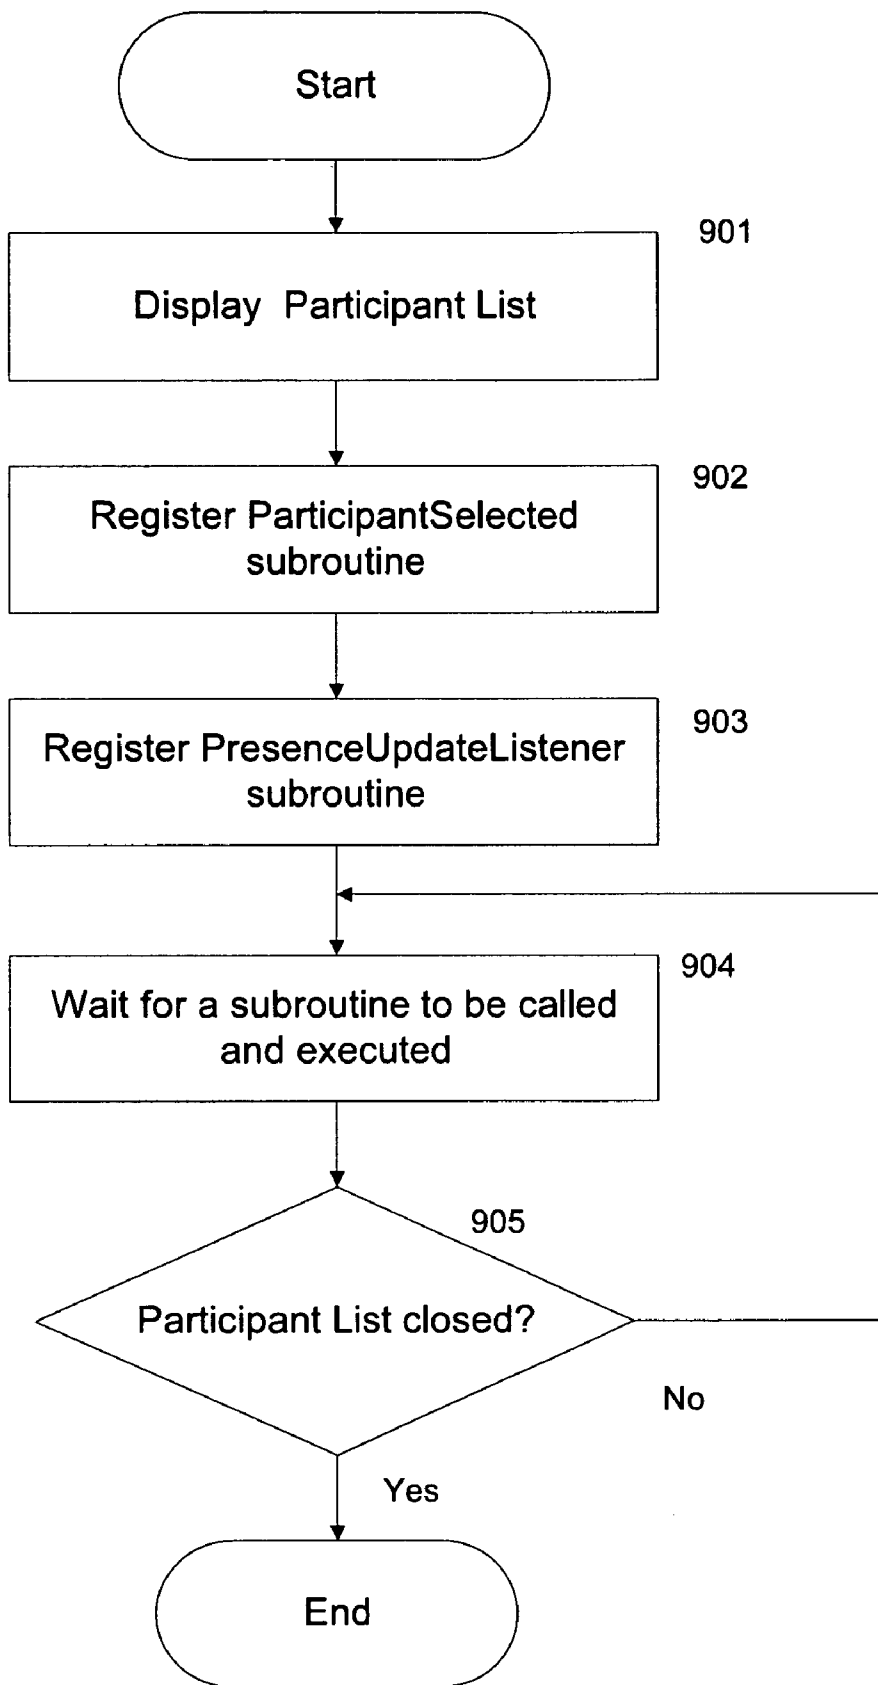 Start
901
Display Participant List
902
Register ParticipantSelected
subroutine
903
Register PresenceUpdateListener
subroutine
904
Wait for a subroutine to be called
and executed
905
Participant List closed?
No
Yes
End